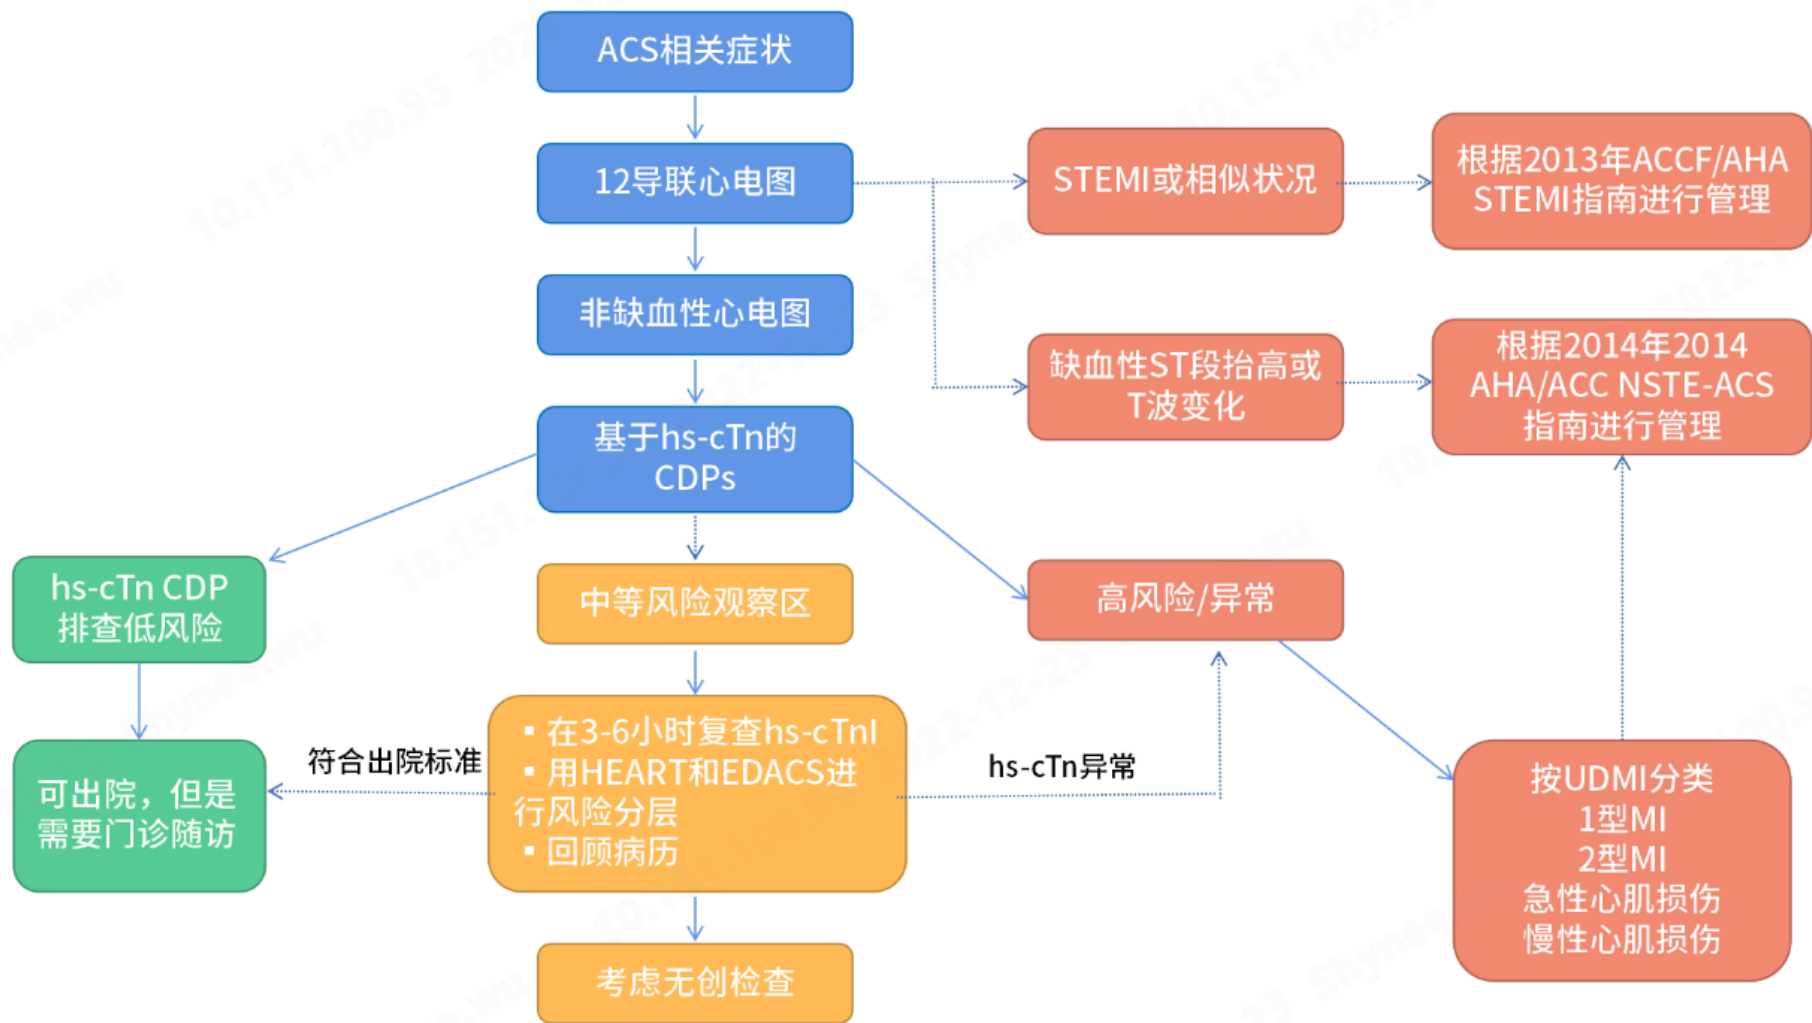 ACS相关症状
12导联心电图
STEMI或相似状况
根据2013年ACCF/AHA
STEMI指南进行管理
非缺血性心电图
缺血性ST段抬高或
T波变化
根据2014年2014
AHA/ACC NSTE-ACS
指南进行管理
基于hs-cTn的
CDPs
hs-cTn CDP
排查低风险
中等风险观察区
高风险/异常
可出院，但是
需要门诊随访
符合出院标准
▪在3-6小时复查hs-cTnI
▪用HEART和EDACS进
行风险分层
▪回顾病历
hs-cTn异常
按UDMI分类
1型MI
2型MI
急性心肌损伤
慢性心肌损伤
考虑无创检查
10.151.100.95
Shynee.wu
2022-12-23